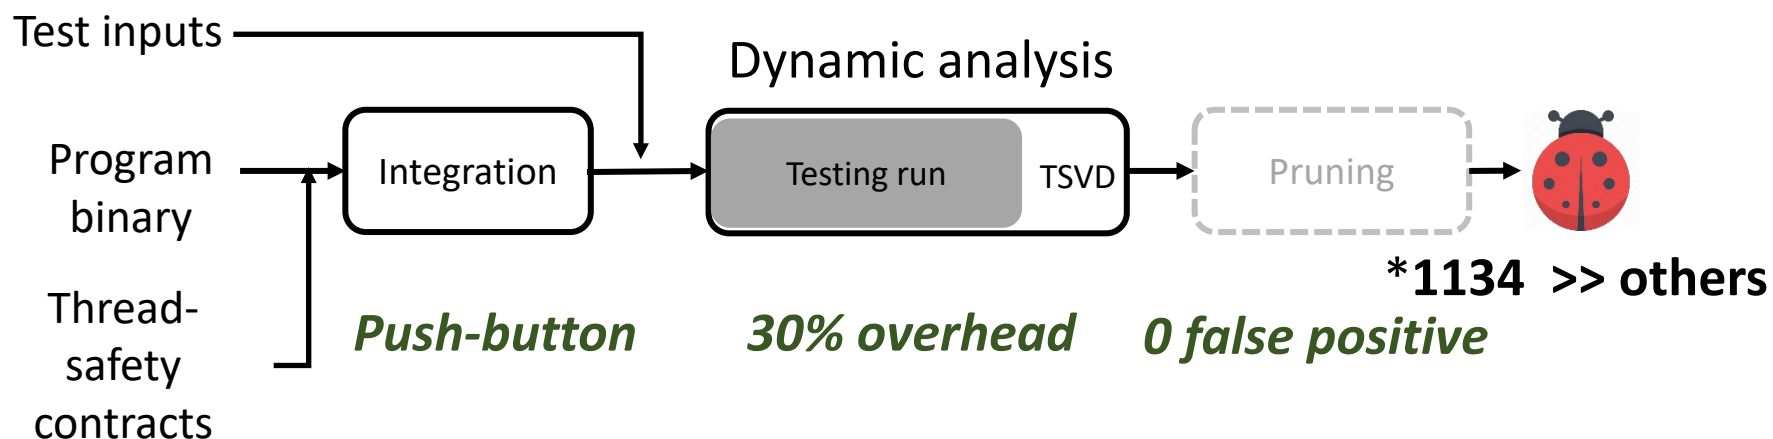 Test inputs
Dynamic analysis
Program
binary
Integration
Testing run
TSVD
Pruning
*1134 >> others
Thread-
safety
contracts
Push-button
30% overhead
0 false positive